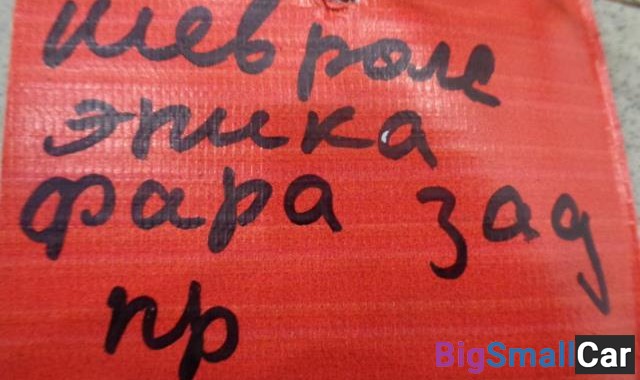 шевроле
эпика
фара зад
пр
BigSmallCar